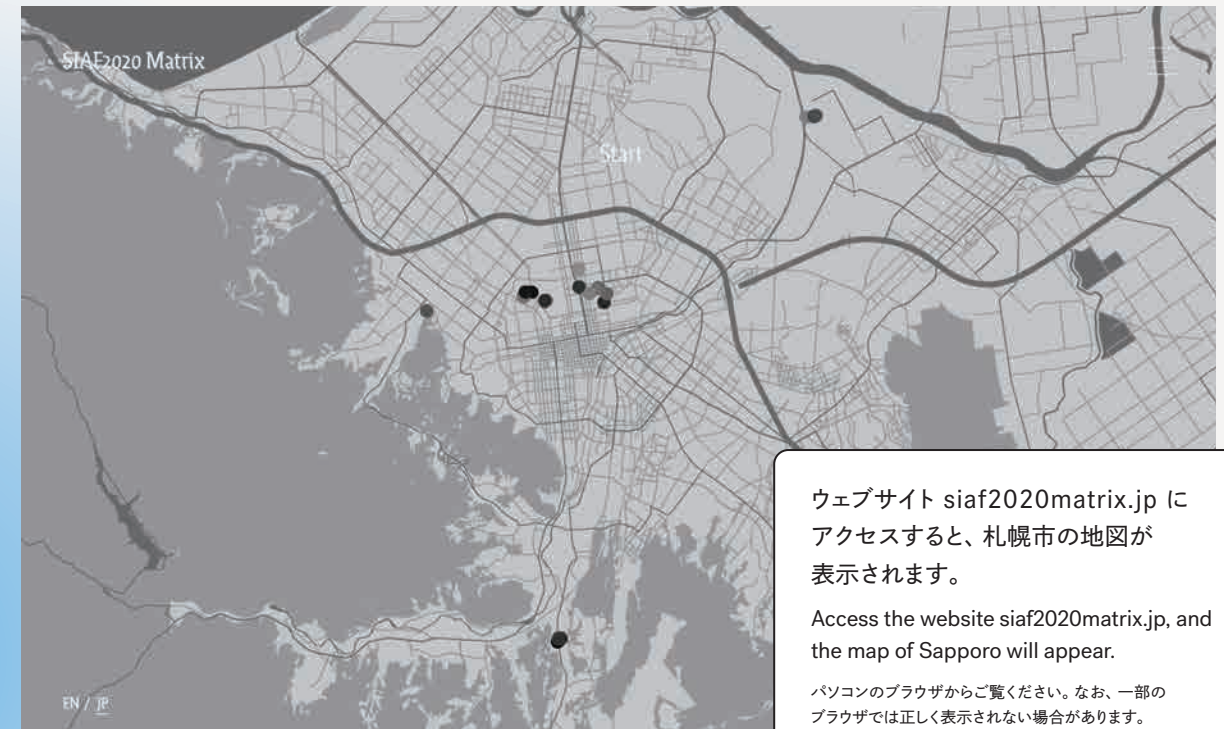 SIAF2020 Matrix
Start
ウェブサイト siaf2020matrix.jp に
アクセスすると、札幌市の地図が
表示されます。
Access the website siaf2020matrix.jp, and
the map of Sapporo will appear.
パソコンのブラウザからご覧ください。なお、一部の
ブラウザでは正しく表示されない場合があります。
EN / JP